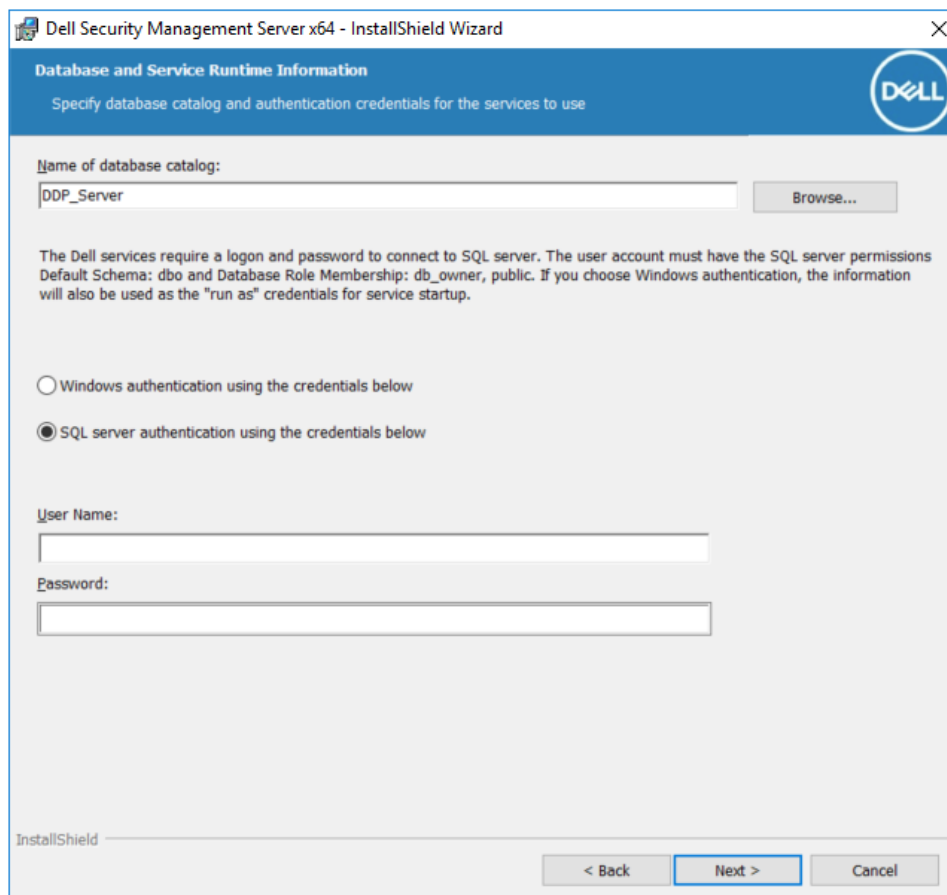 Dell Security Management Server x64 - InstallShield Wizard
Database and Service Runtime Information
Specify database catalog and authentication credentials for the services to use
DELL
Name of database catalog:
DDP_Server
Browse...
The Dell services require a logon and password to connect to SQL server. The user account must have the SQL server permissions
Default Schema: dbo and Database Role Membership: db_owner, public. If you choose Windows authentication, the information
will also be used as the "run as" credentials for service startup.
Windows authentication using the credentials below
SQL server authentication using the credentials below
User Name:
Password:
InstallShield
< Back
Next >
Cancel